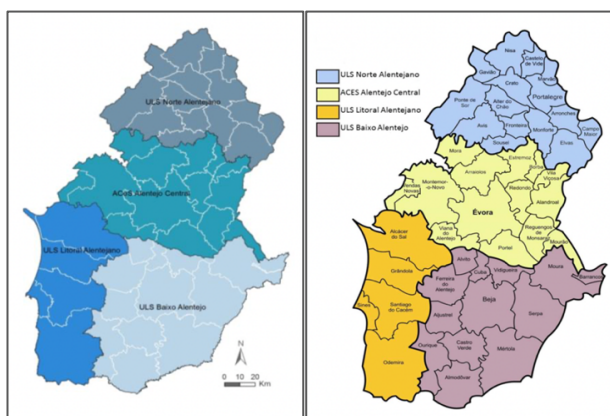 ULS Norte Alentejano
ACES Alentejo Central
ULS Litoral Alentejano
ULS Baixo Alentejo
N
0 10 20
Km
ULS Norte Alentejano
ACES Alentejo Central
ULS Litoral Alentejano
ULS Baixo Alentejo
Nisa
Castelo
de Vide
Gavião
Marvão
Crato
Portalegre
Ponte de
Sor
Alter do
Chão
Arronches
Avis
Fronteira
Monforte
Campo
Maior
Sousel
Elvas
Mora
Estremoz
Borba
Vila
Viçosa
Arraiolos
Montemor-
o-Novo
Vendas
Novas
Redondo
Évora
Alandroal
Reguengos
de Monsaraz
Viana do
Alentejo
Portel
Mourão
Alcácer
do Sal
Alvito
Cuba
Vidigueira
Moura
Barrancos
Grândola
Ferreira do
Alentejo
Beja
Sines
Santiago
do Cacém
Aljustrel
Serpa
Ourique
Castro
Verde
Mértola
Odemira
Almodôvar